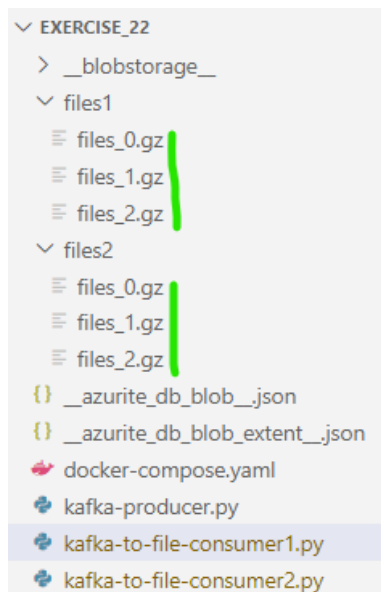 EXERCISE_22
__blobstorage__
files1
files_0.gz
files_1.gz
files_2.gz
files2
files_0.gz
files_1.gz
files_2.gz
{} __azurite_db_blob__.json
{} __azurite_db_blob_extent__.json
docker-compose.yaml
kafka-producer.py
kafka-to-file-consumer1.py
kafka-to-file-consumer2.py